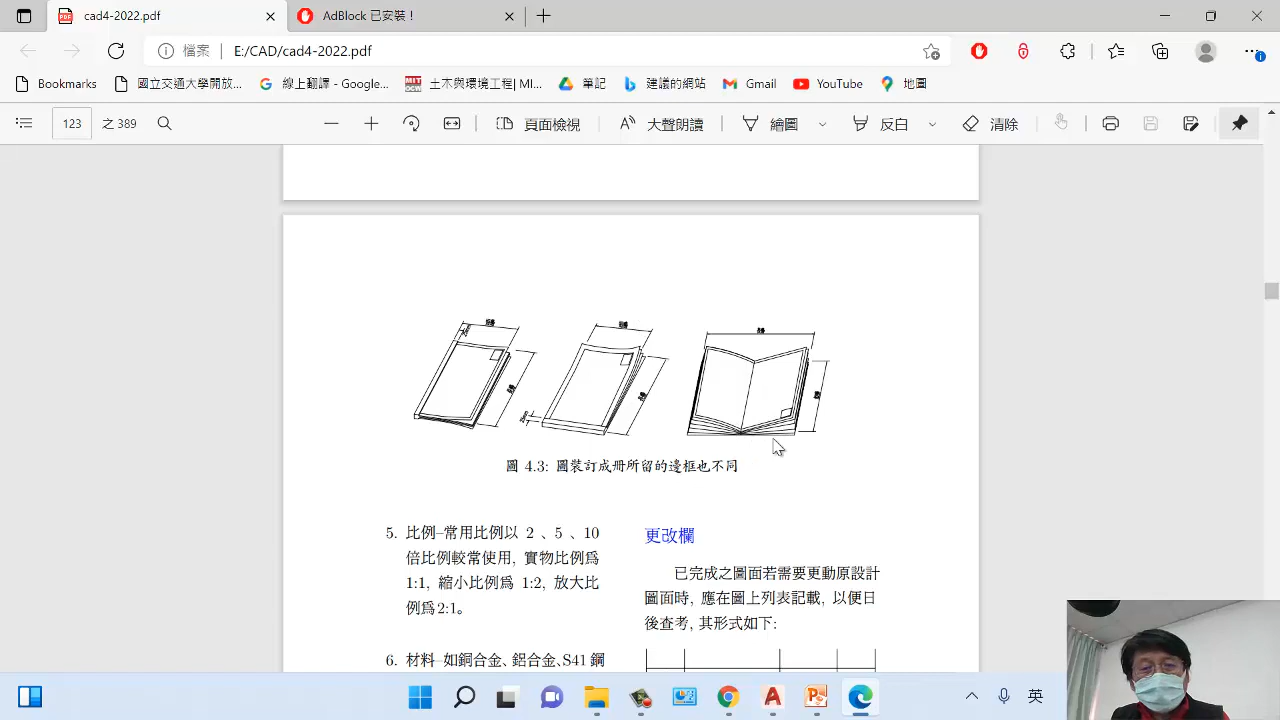 cad4-2022.pdf
AdBlock 已安裝！
檔案
E:/CAD/cad4-2022.pdf
Bookmarks
國立交通大學開放...
線上翻譯 - Google...
土木與環境工程| MI...
筆記
建議的網站
Gmail
YouTube
地圖
123
之 389
頁面檢視
大聲朗讀
繪圖
反白
清除
圖 4.3: 圖裝訂成冊所留的邊框也不同
5. 比例–常用比例以 2 、5 、10
倍比例較常使用, 實物比例爲
1:1, 縮小比例爲 1:2, 放大比
例爲 2:1。
6. 材料–如銅合金、鋁合金、S41 鋼
更改欄
已完成之圖面若需要更動原設計
圖面時, 應在圖上列表記載, 以便日
後查考, 其形式如下:
英